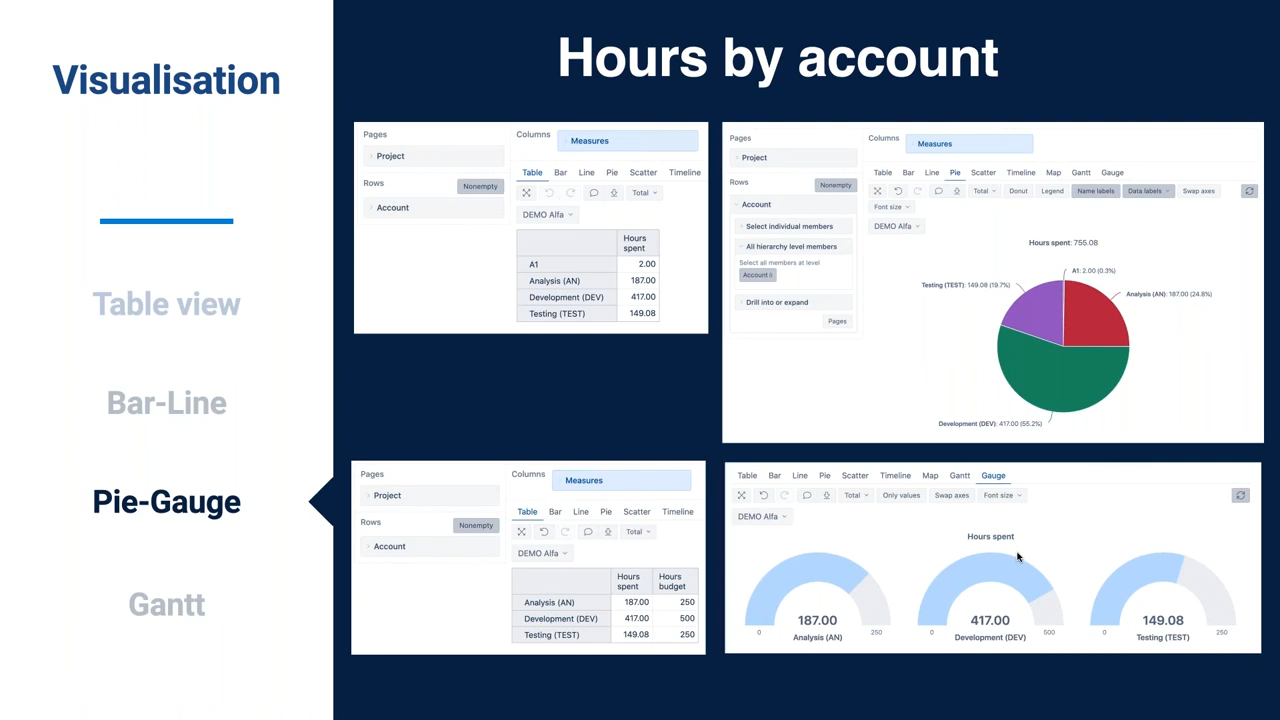 Visualisation
Table view
Bar-Line
Pie-Gauge
Gantt
Hours by account
Pages
Project
Rows
Nonempty
Account
Columns
Measures
Table Bar Line Pie Scatter Timeline
Total
DEMO Alfa
Hours spent
A1 2.00
Analysis (AN) 187.00
Development (DEV) 417.00
Testing (TEST) 149.08
Pages
Project
Rows
Nonempty
Account
Select individual members
All hierarchy level members
Select all members at level
Account
Drill into or expand
Pages
Columns
Measures
Table Bar Line Pie Scatter Timeline Map Gantt Gauge
Total Donut Legend Name labels Data labels Swap axes
Font size
DEMO Alfa
Hours spent: 755.08
A1: 2.00 (0.3%)
Testing (TEST): 149.08 (19.7%)
Analysis (AN): 187.00 (24.8%)
Development (DEV): 417.00 (55.2%)
Pages
Project
Rows
Nonempty
Account
Columns
Measures
Table Bar Line Pie Scatter Timeline
Total
DEMO Alfa
Hours spent Hours budget
Analysis (AN) 187.00 250
Development (DEV) 417.00 500
Testing (TEST) 149.08 250
Table Bar Line Pie Scatter Timeline Map Gantt Gauge
Total Only values Swap axes Font size
DEMO Alfa
Hours spent
187.00 417.00 149.08
0 250 0 500 0 250
Analysis (AN) Development (DEV) Testing (TEST)